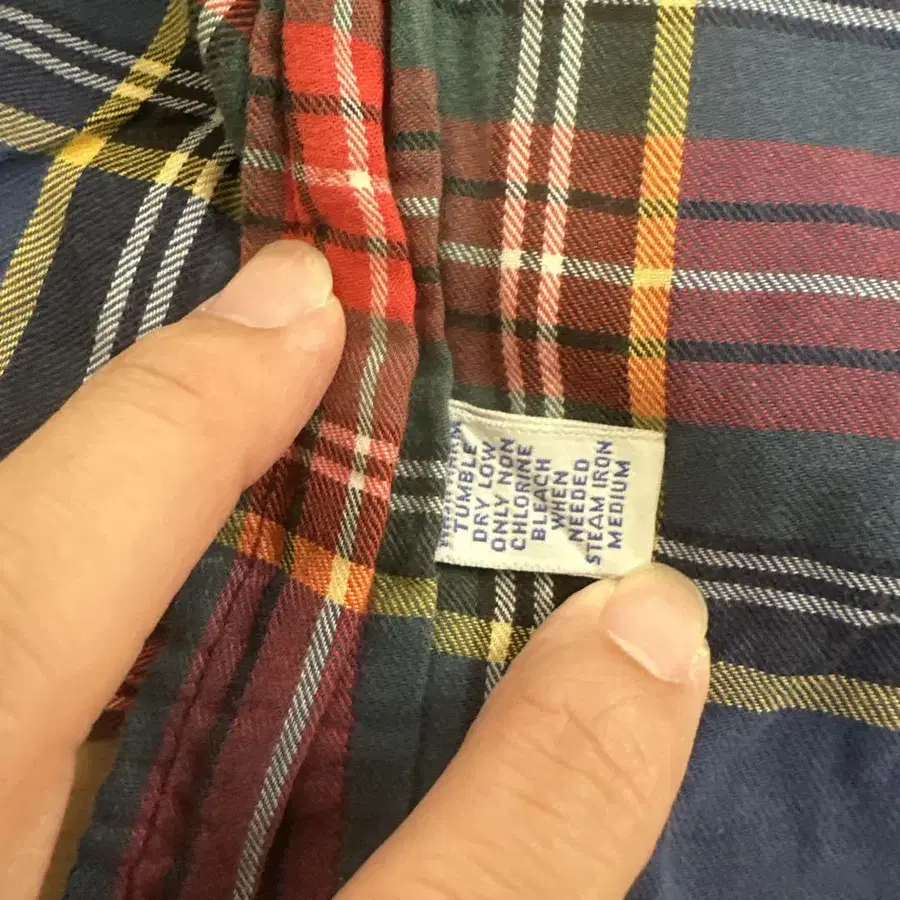 TUMBLE
DRY LOW
ONLY NON
CHLORINE
BLEACH
WHEN
NEEDED
STEAM IRON
MEDIUM